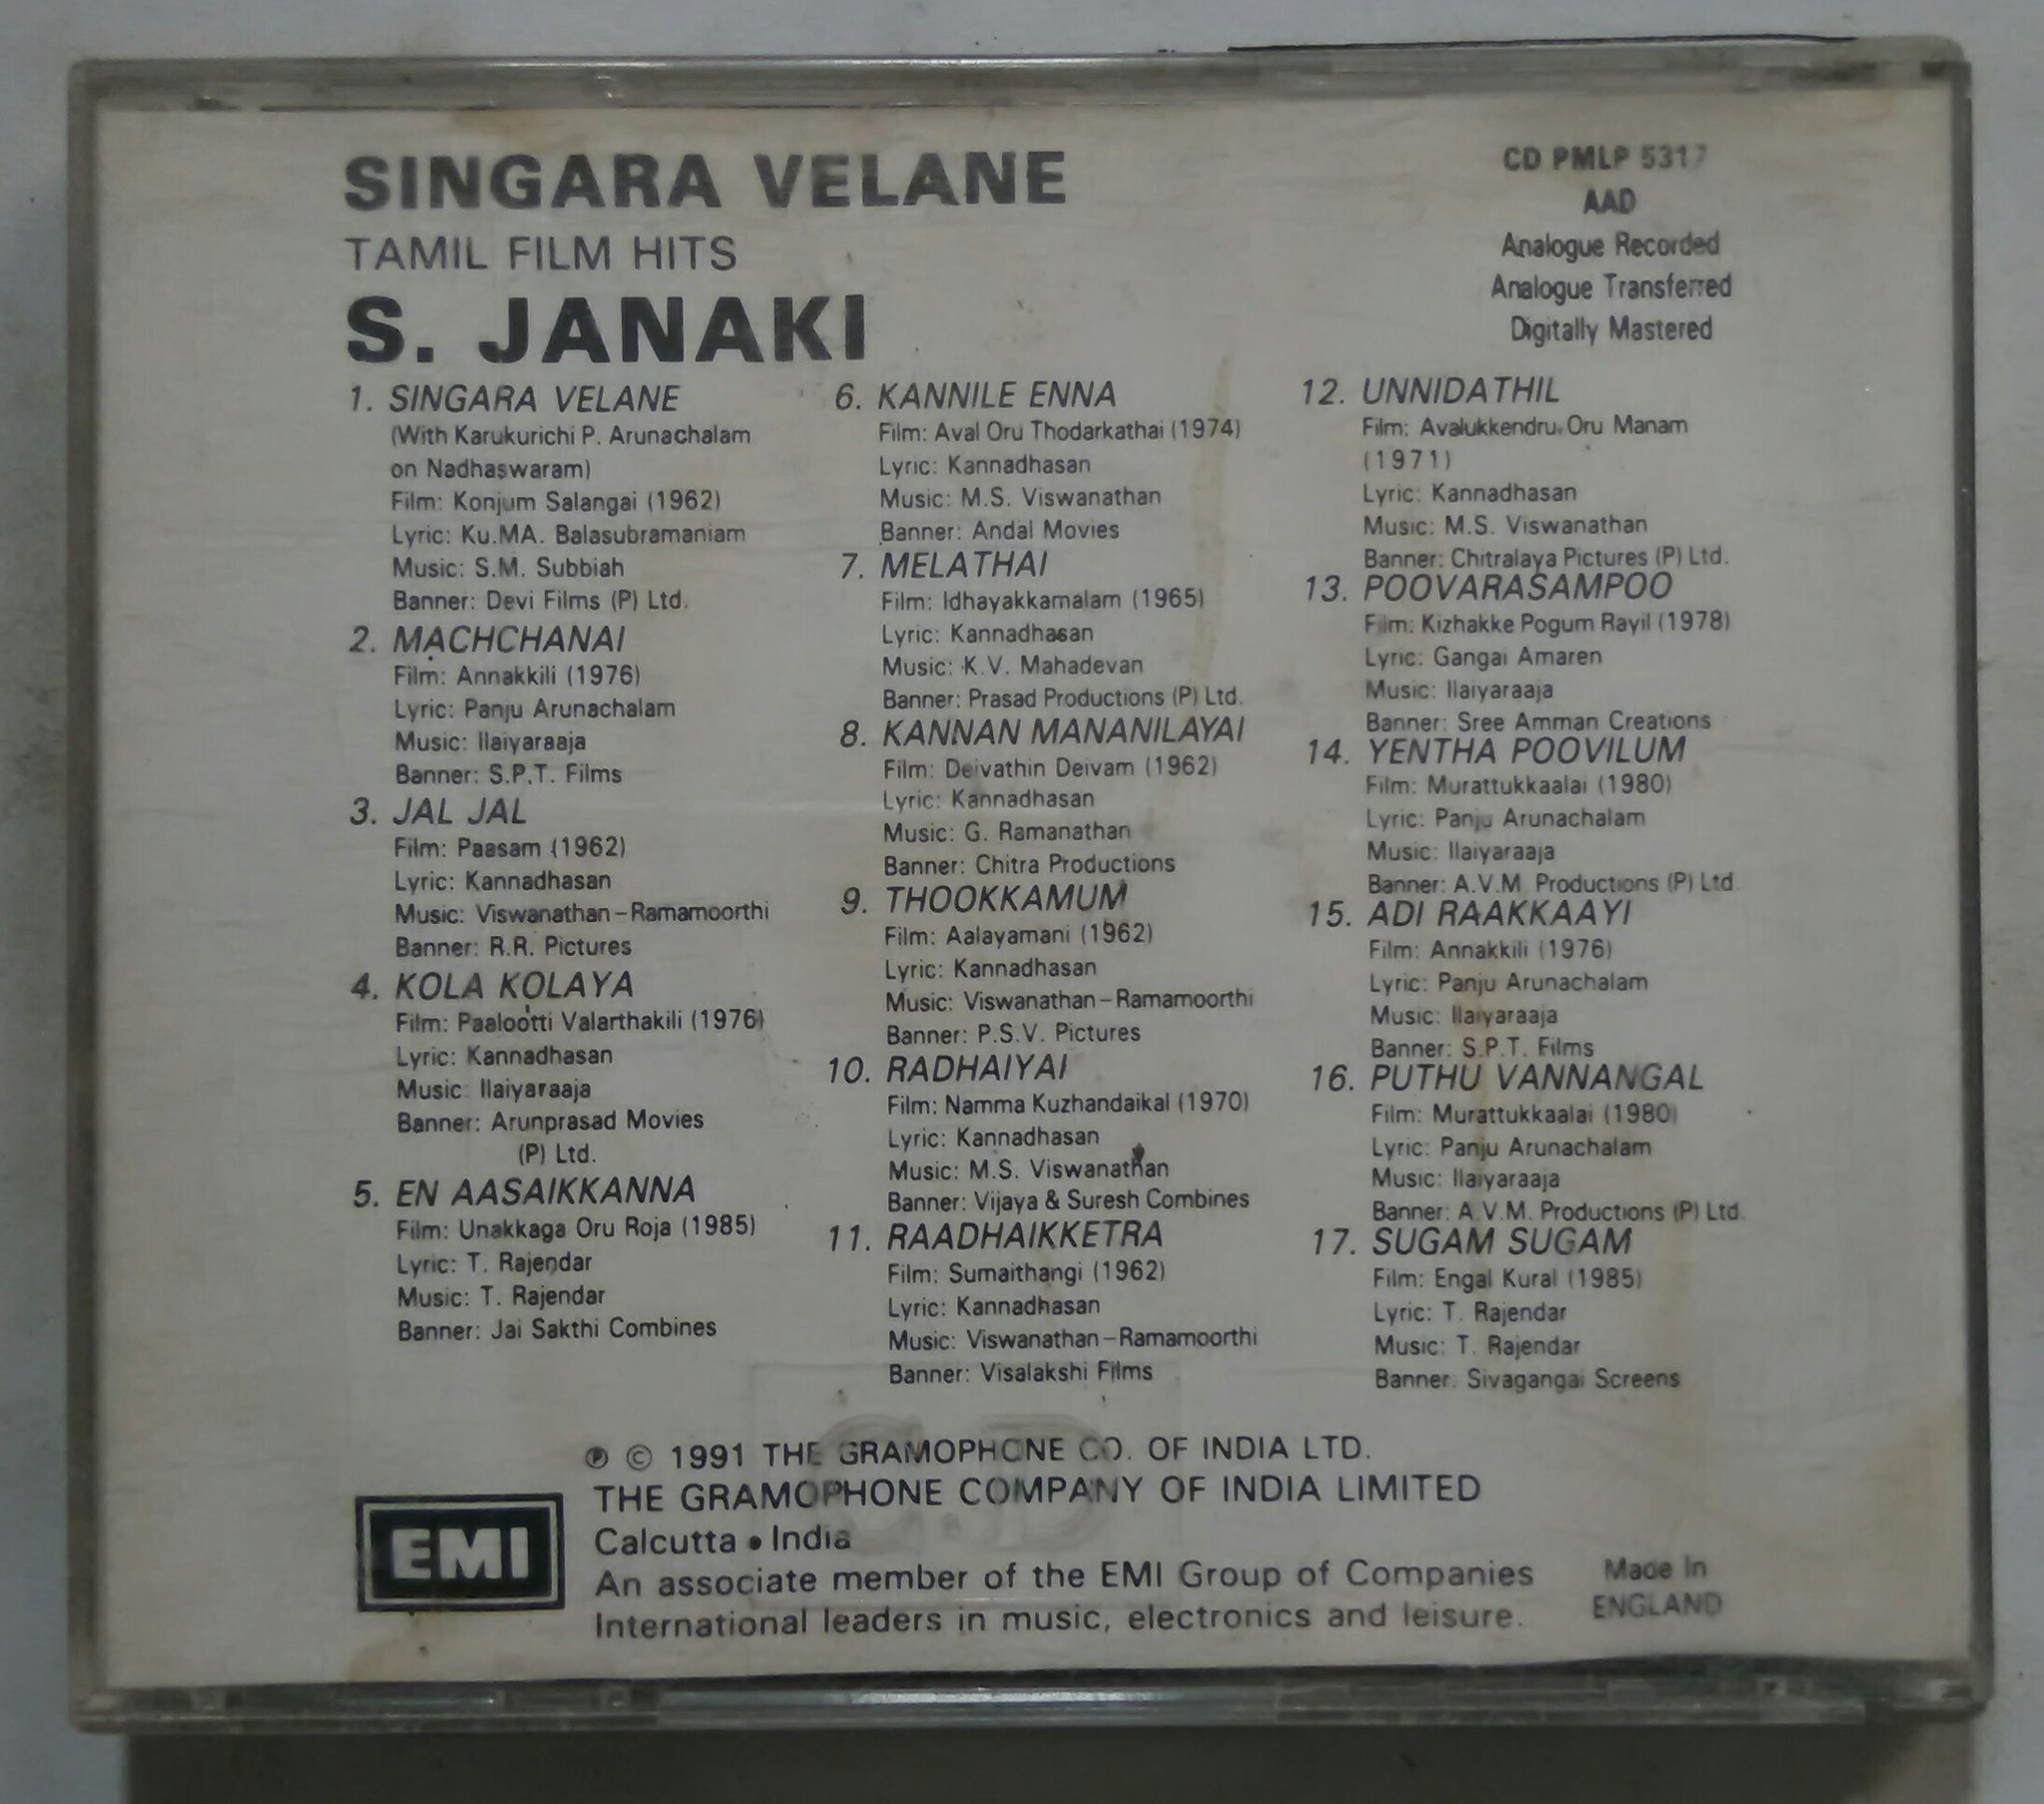 SINGARA VELANE
TAMIL FILM HITS
S. JANAKI
CD PMLP 5317
AAD
Analogue Recorded
Analogue Transferred
Digitally Mastered
1. SINGARA VELANE
(With Karukurichi P. Arunachalam
on Nadhaswaram)
Film: Konjum Salangai (1962)
Lyric: Ku.MA. Balasubramaniam
Music: S.M. Subbiah
Banner: Devi Films (P) Ltd.
2. MACHCHANAI
Film: Annakkili (1976)
Lyric: Panju Arunachalam
Music: Ilaiyaraaja
Banner: S.P.T. Films
3. JAL JAL
Film: Paasam (1962)
Lyric: Kannadhasan
Music: Viswanathan-Ramamoorthi
Banner: R.R. Pictures
4. KOLA KOLAYA
Film: Paalootti Valarthakili (1976)
Lyric: Kannadhasan
Music: Ilaiyaraaja
Banner: Arunprasad Movies
(P) Ltd.
5. EN AASAIKKANNA
Film: Unakkaga Oru Roja (1985)
Lyric: T. Rajendar
Music: T. Rajendar
Banner: Jai Sakthi Combines
6. KANNILE ENNA
Film: Aval Oru Thodarkathai (1974)
Lyric: Kannadhasan
Music: M.S. Viswanathan
Banner: Andal Movies
7. MELATHAI
Film: Idhayakkamalam (1965)
Lyric: Kannadhasan
Music: K.V. Mahadevan
Banner: Prasad Productions (P) Ltd.
8. KANNAN MANANILAYAI
Film: Deivathin Deivam (1962)
Lyric: Kannadhasan
Music: G. Ramanathan
Banner: Chitra Productions
9. THOOKKAMUM
Film: Aalayamani (1962)
Lyric: Kannadhasan
Music: Viswanathan-Ramamoorthi
Banner: P.S.V. Pictures
10. RADHAIYAI
Film: Namma Kuzhandaikal (1970)
Lyric: Kannadhasan
Music: M.S. Viswanathan
Banner: Vijaya & Suresh Combines
11. RAADHAIKKETRA
Film: Sumaithangi (1962)
Lyric: Kannadhasan
Music: Viswanathan-Ramamoorthi
Banner: Visalakshi Films
12. UNNIDATHIL
Film: Avalukkendru Oru Manam
(1971)
Lyric: Kannadhasan
Music: M.S. Viswanathan
Banner: Chitralaya Pictures (P) Ltd.
13. POOVARASAMPOO
Film: Kizhakke Pogum Rayil (1978)
Lyric: Gangai Amaren
Music: Ilaiyaraaja
Banner: Sree Amman Creations
14. YENTHA POOVILUM
Film: Murattukkaalai (1980)
Lyric: Panju Arunachalam
Music: Ilaiyaraaja
Banner: A.V.M. Productions (P) Ltd.
15. ADI RAAKKAAYI
Film: Annakkili (1976)
Lyric: Panju Arunachalam
Music: Ilaiyaraaja
Banner: S.P.T. Films
16. PUTHU VANNANGAL
Film: Murattukkaalai (1980)
Lyric: Panju Arunachalam
Music: Ilaiyaraaja
Banner: A.V.M. Productions (P) Ltd.
17. SUGAM SUGAM
Film: Engal Kural (1985)
Lyric: T. Rajendar
Music: T. Rajendar
Banner: Sivagangai Screens
℗ © 1991 THE GRAMOPHONE CO. OF INDIA LTD.
THE GRAMOPHONE COMPANY OF INDIA LIMITED
Calcutta • India
An associate member of the EMI Group of Companies
International leaders in music, electronics and leisure.
EMI
Made In
ENGLAND
C.D